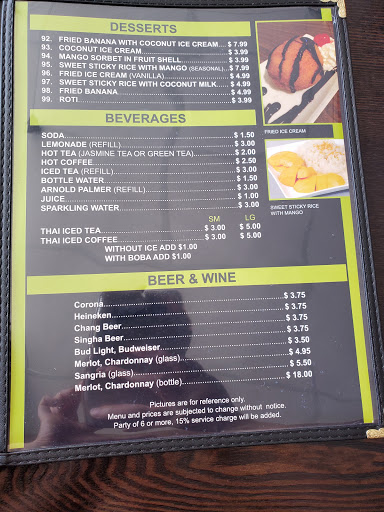 DESSERTS
92. FRIED BANANA WITH COCONUT ICE CREAM....$ 7.99
93. COCONUT ICE CREAM....$ 3.99
94. MANGO SORBET IN FRUIT SHELL....$ 3.99
95. SWEET STICKY RICE WITH MANGO (SEASONAL)...$ 7.99
96. FRIED ICE CREAM (VANILLA)....$ 4.99
97. SWEET STICKY RICE WITH COCONUT MILK....$ 4.99
98. FRIED BANANA....$ 4.99
99. ROTI....$ 3.99
FRIED ICE CREAM
SWEET STICKY RICE
WITH MANGO
BEVERAGES
SODA....$ 1.50
LEMONADE (REFILL)....$ 3.00
HOT TEA (JASMINE TEA OR GREEN TEA)....$ 2.00
HOT COFFEE....$ 2.50
ICED TEA (REFILL)....$ 3.00
BOTTLE WATER....$ 1.50
ARNOLD PALMER (REFILL)....$ 3.00
JUICE....$ 1.00
SPARKLING WATER....$ 3.00
SM LG
THAI ICED TEA....$ 3.00 $ 5.00
THAI ICED COFFEE....$ 3.00 $ 5.00
WITHOUT ICE ADD $1.00
WITH BOBA ADD $1.00
BEER & WINE
Corona....$ 3.75
Heineken....$ 3.75
Chang Beer....$ 3.75
Singha Beer....$ 3.75
Bud Light, Budweiser....$ 3.50
Merlot, Chardonnay (glass)....$ 4.95
Sangria (glass)....$ 5.50
Merlot, Chardonnay (bottle)....$ 18.00
Pictures are for reference only.
Menu and prices are subjected to change without notice.
Party of 6 or more, 15% service charge will be added.